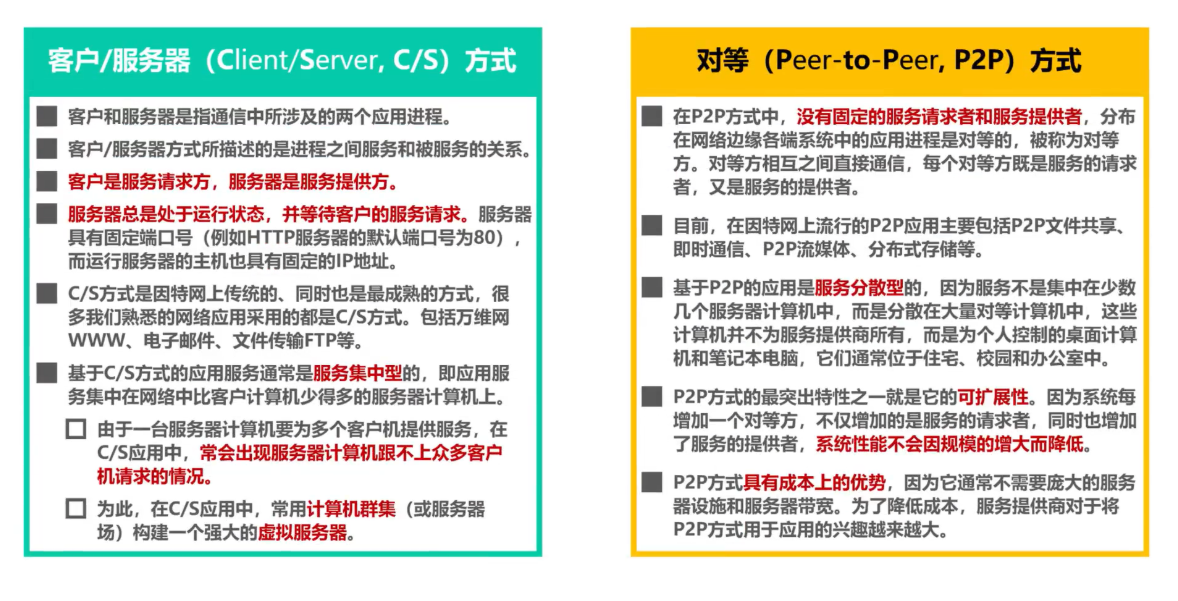 客户/服务器（Client/Server, C/S）方式
客户和服务器是指通信中所涉及的两个应用进程。
客户/服务器方式所描述的是进程之间服务和被服务的关系。
客户是服务请求方，服务器是服务提供方。
服务器总是处于运行状态，并等待客户的服务请求。服务器
具有固定端口号（例如HTTP服务器的默认端口号为80），
而运行服务器的主机也具有固定的IP地址。
C/S方式是因特网上传统的、同时也是最成熟的方式，很
多我们熟悉的网络应用采用的都是C/S方式。包括万维网
WWW、电子邮件、文件传输FTP等。
基于C/S方式的应用服务通常是服务集中型的，即应用服
务集中在网络中比客户计算机少得多的服务器计算机上。
由于一台服务器计算机要为多个客户机提供服务，在
C/S应用中，常会出现服务器计算机跟不上众多客户
机请求的情况。
为此，在C/S应用中，常用计算机群集（或服务器
场）构建一个强大的虚拟服务器。
对等（Peer-to-Peer, P2P）方式
在P2P方式中，没有固定的服务请求者和服务提供者，分布
在网络边缘各端系统中的应用进程是对等的，被称为对等
方。对等方相互之间直接通信，每个对等方既是服务的请求
者，又是服务的提供者。
目前，在因特网上流行的P2P应用主要包括P2P文件共享、
即时通信、P2P流媒体、分布式存储等。
基于P2P的应用是服务分散型的，因为服务不是集中在少数
几个服务器计算机中，而是分散在大量对等计算机中，这些
计算机并不为服务提供商所有，而是为个人控制的桌面计算
机和笔记本电脑，它们通常位于住宅、校园和办公室中。
P2P方式的最突出特性之一就是它的可扩展性。因为系统每
增加一个对等方，不仅增加的是服务的请求者，同时也增加
了服务的提供者，系统性能不会因规模的增大而降低。
P2P方式具有成本上的优势，因为它通常不需要庞大的服务
器设施和服务器带宽。为了降低成本，服务提供商对于将
P2P方式用于应用的兴趣越来越大。